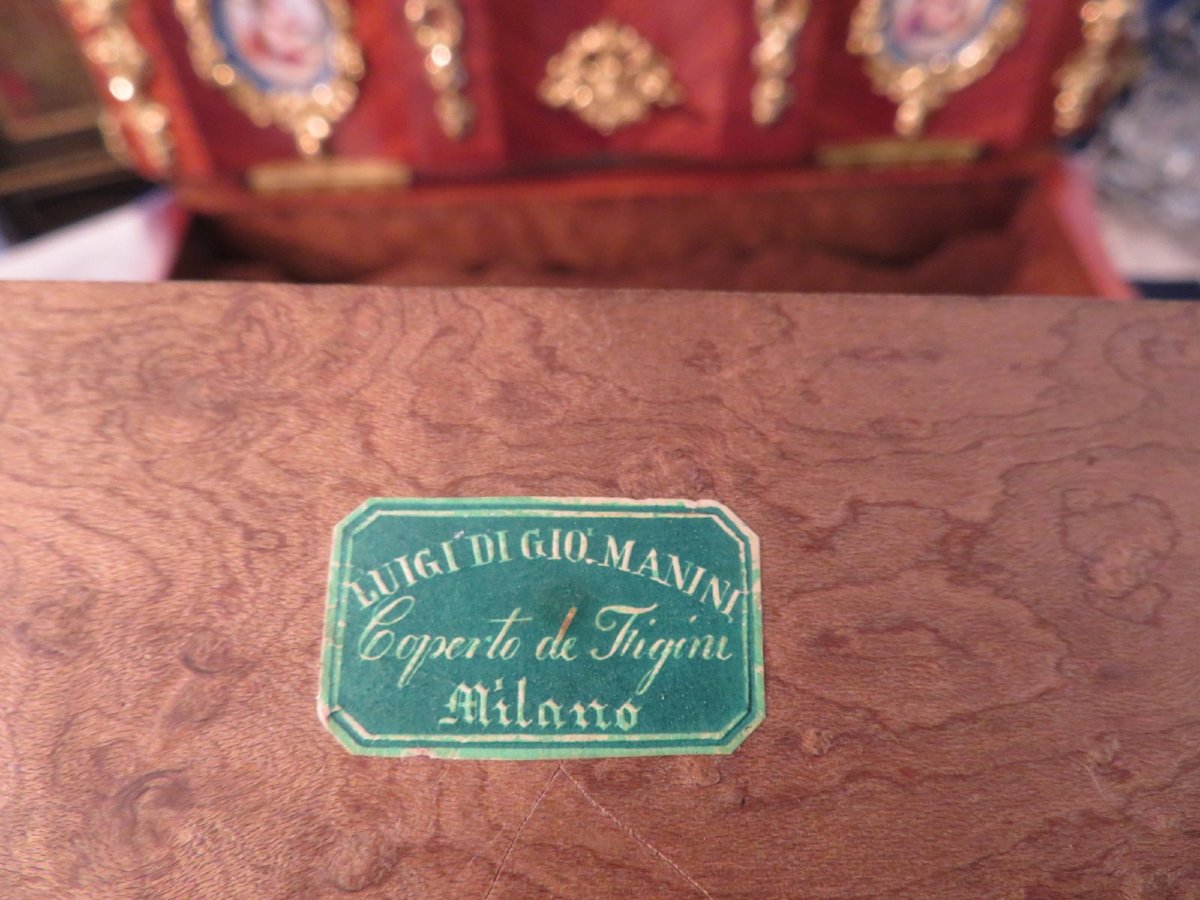 LUIGI DI GIO. MANINI
Coperto de Figini
Milano